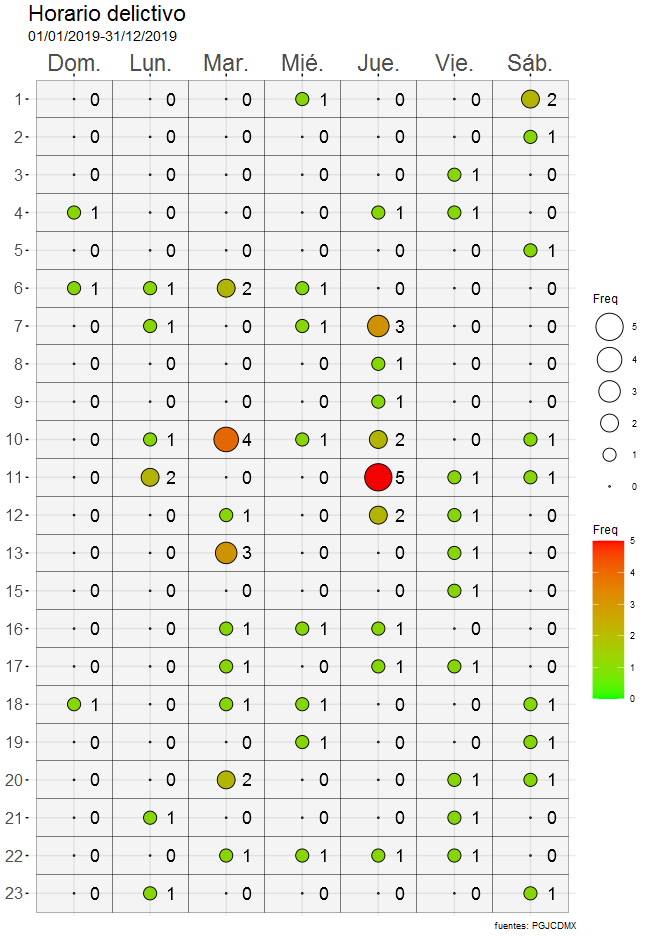 Horario delictivo
01/01/2019-31/12/2019
Dom. Lun. Mar. Mié. Jue. Vie. Sáb.
1 0 0 0 1 0 0 2
2 0 0 0 0 0 0 1
3 0 0 0 0 0 1 0
4 1 0 0 0 1 1 0
5 0 0 0 0 0 0 1
6 1 1 2 1 0 0 0
7 0 1 0 1 3 0 0
8 0 0 0 0 1 0 0
9 0 0 0 0 1 0 0
10 0 1 4 1 2 0 1
11 0 2 0 0 5 1 1
12 0 0 1 0 2 1 0
13 0 0 3 0 0 1 0
15 0 0 0 0 0 1 0
16 0 0 1 1 1 0 0
17 0 0 1 0 1 1 0
18 1 0 1 1 0 0 1
19 0 0 0 1 0 0 1
20 0 0 2 0 0 1 1
21 0 1 0 0 0 1 0
22 0 0 1 1 1 1 0
23 0 1 0 0 0 0 1
Freq
5
4
3
2
1
0
Freq
5
4
3
2
1
0
fuentes: PGJCDMX